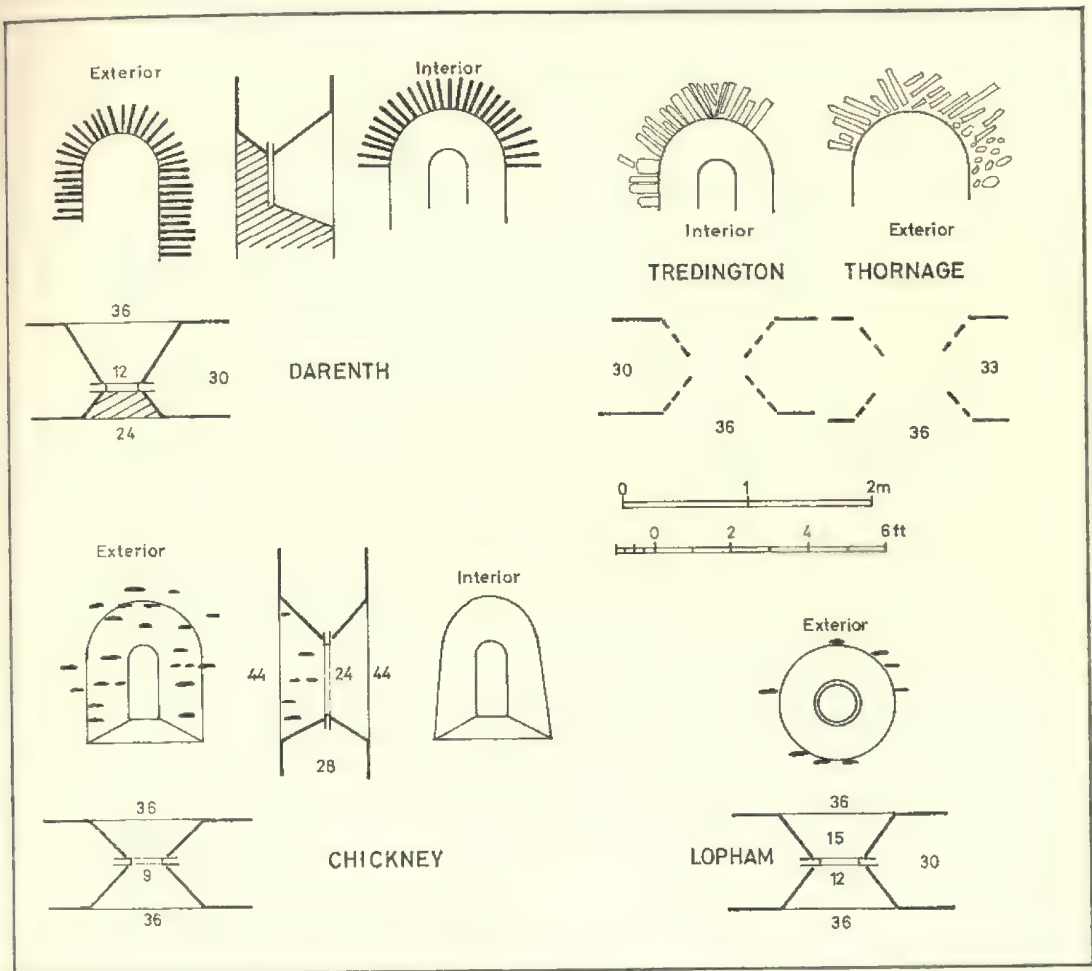 Exterior
Interior
36
12
30
24
DARENTH
Interior
TREDINGTON
Exterior
THORNAGE
30
36
33
36
0 1 2m
0 2 4 6ft
Exterior
Interior
44
24
44
28
36
9
36
CHICKNEY
Exterior
36
15
LOPHAM
30
12
36